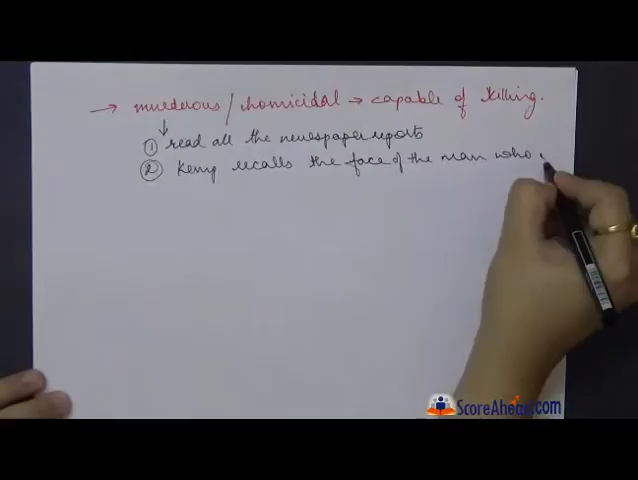 → murderous / homicidal → capable of killing.
↓
① read all the newspaper reports
② Kemp recalls the face of the man who
ScoreAhead.com